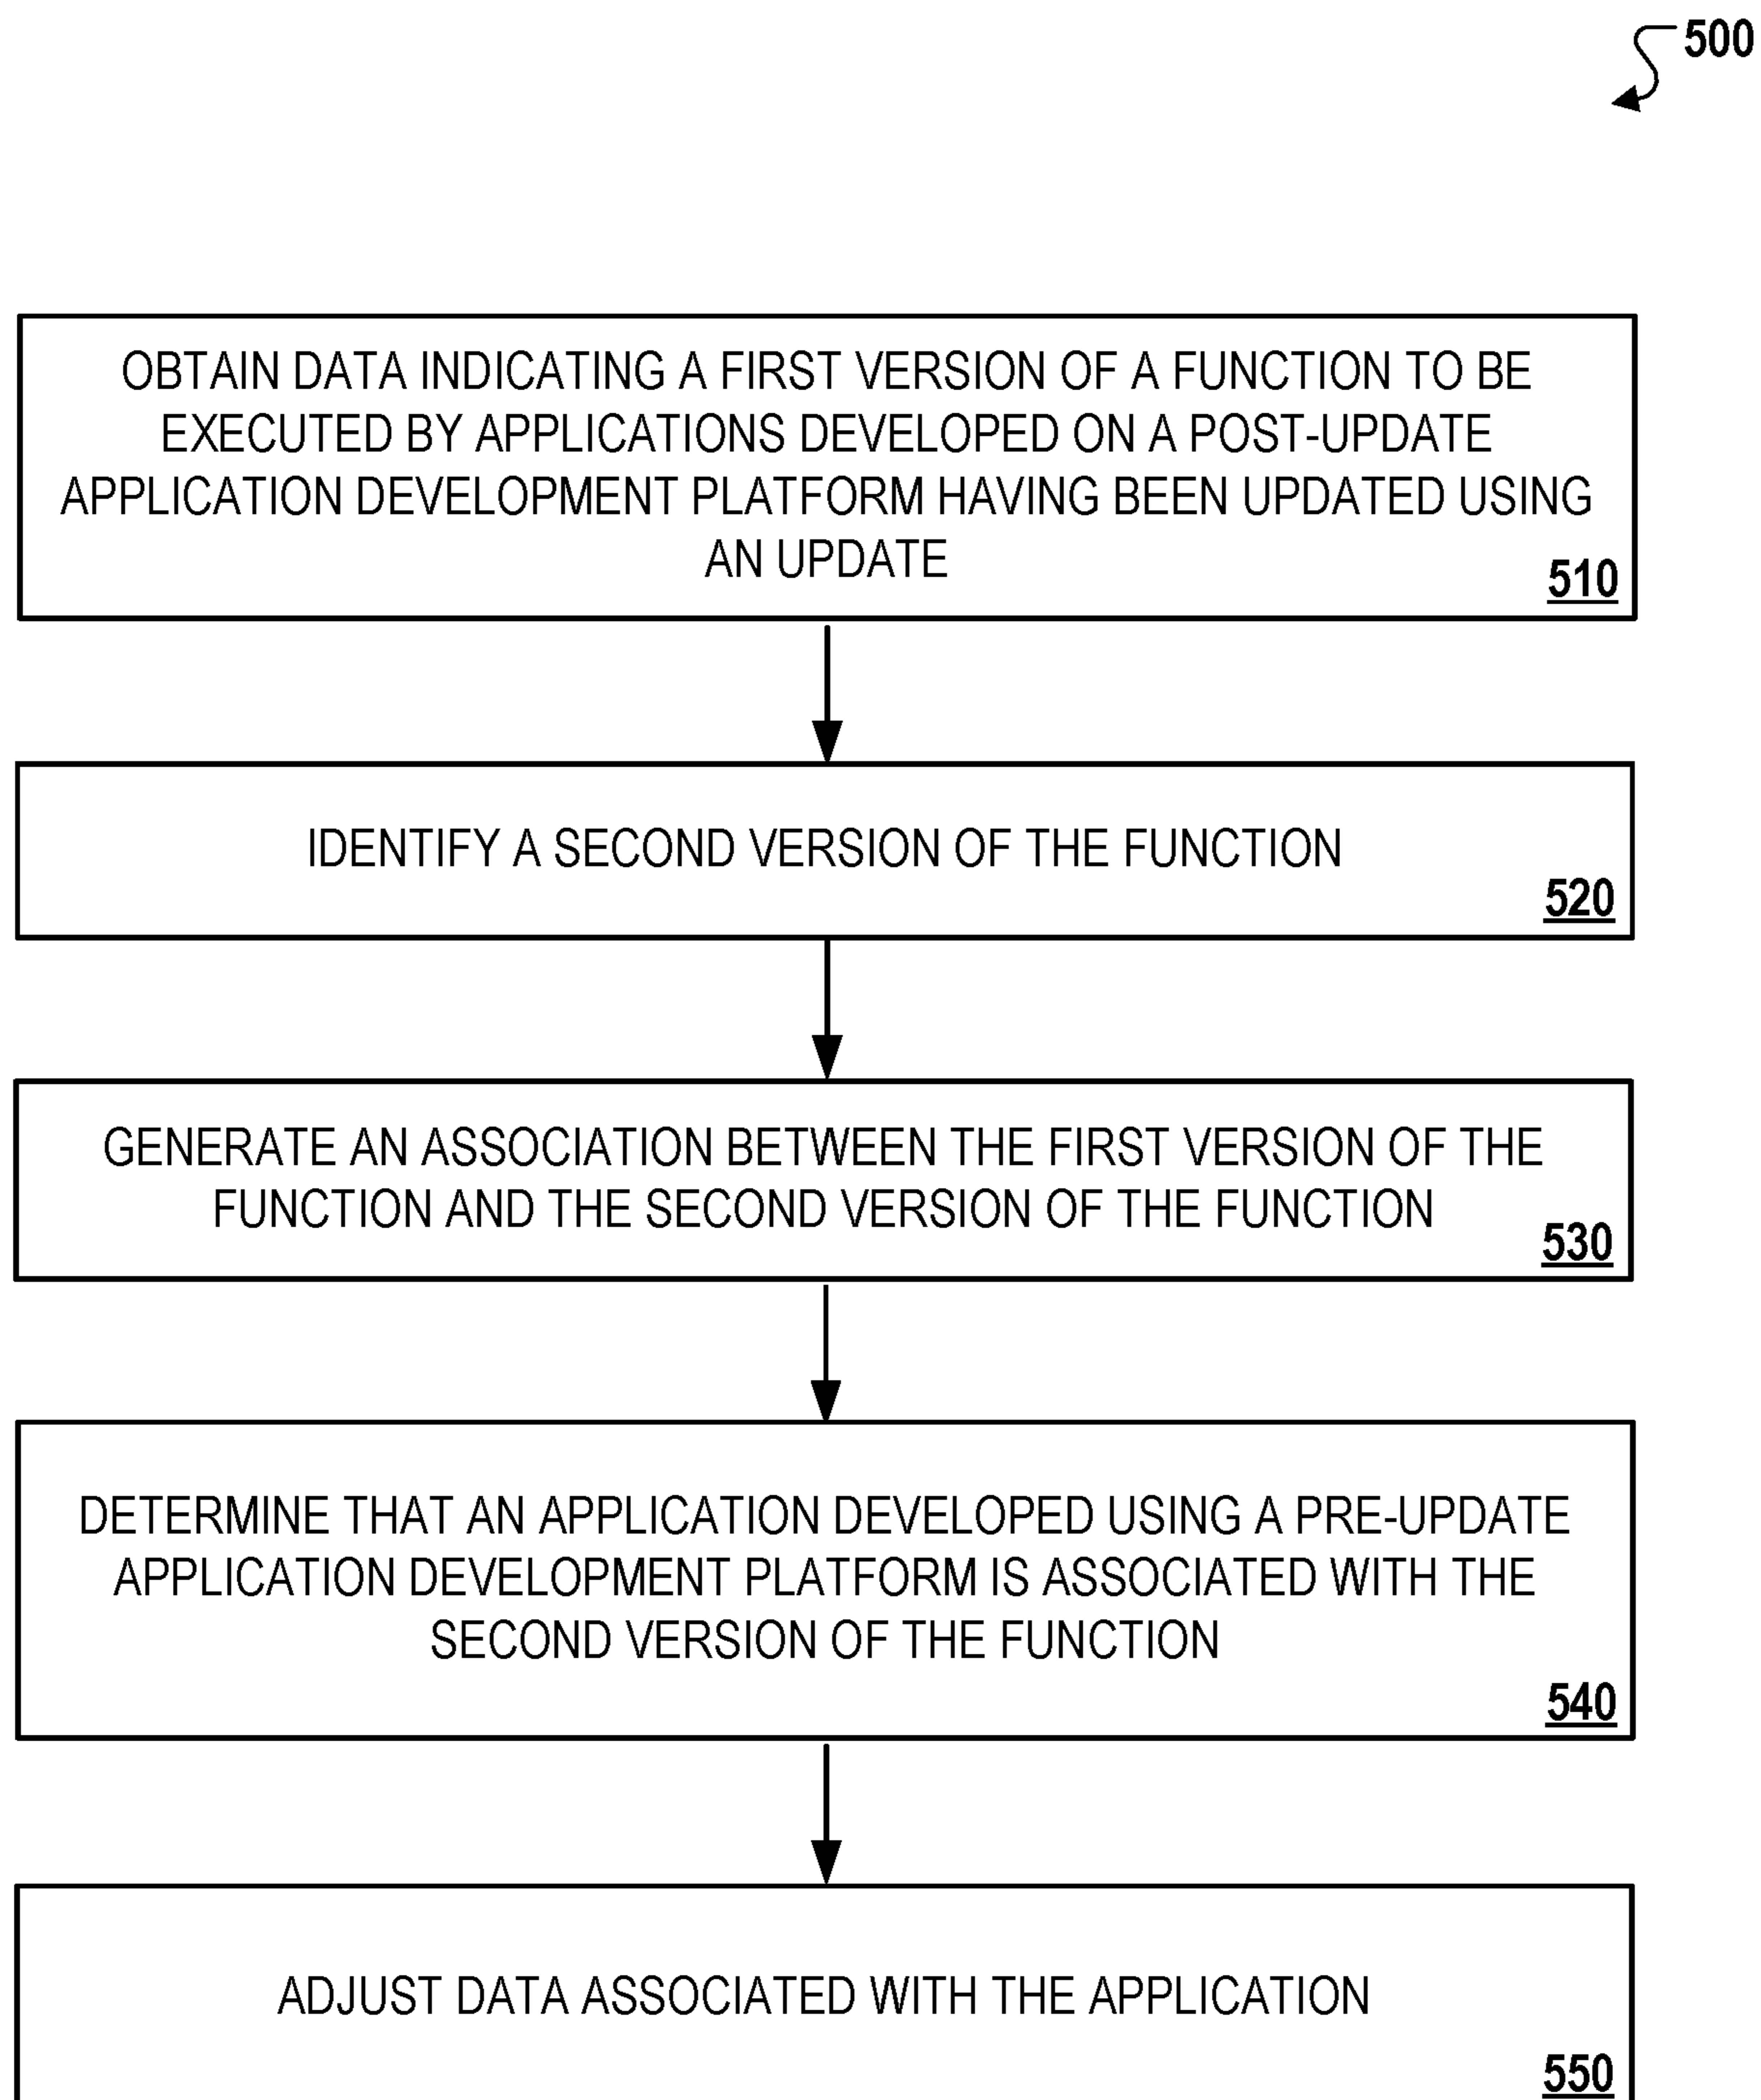 500
OBTAIN DATA INDICATING A FIRST VERSION OF A FUNCTION TO BE
EXECUTED BY APPLICATIONS DEVELOPED ON A POST-UPDATE
APPLICATION DEVELOPMENT PLATFORM HAVING BEEN UPDATED USING
AN UPDATE
510
IDENTIFY A SECOND VERSION OF THE FUNCTION
520
GENERATE AN ASSOCIATION BETWEEN THE FIRST VERSION OF THE
FUNCTION AND THE SECOND VERSION OF THE FUNCTION
530
DETERMINE THAT AN APPLICATION DEVELOPED USING A PRE-UPDATE
APPLICATION DEVELOPMENT PLATFORM IS ASSOCIATED WITH THE
SECOND VERSION OF THE FUNCTION
540
ADJUST DATA ASSOCIATED WITH THE APPLICATION
550